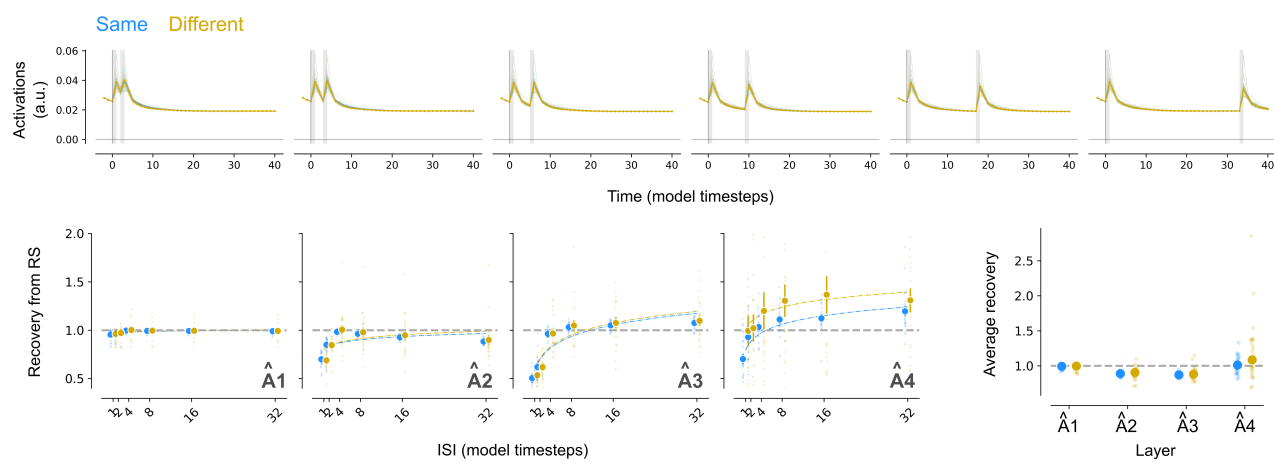 Same Different
Activations
(a.u.)
0.06
0.04
0.02
0.00
0 10 20 30 40
0 10 20 30 40
0 10 20 30 40
0 10 20 30 40
0 10 20 30 40
0 10 20 30 40
Time (model timesteps)
Recovery from RS
2.0
1.5
1.0
0.5
Â1
Â2
Â3
Â4
1 2 4 8 16 32
1 2 4 8 16 32
1 2 4 8 16 32
1 2 4 8 16 32
ISI (model timesteps)
Average recovery
2.5
2.0
1.5
1.0
Â1 Â2 Â3 Â4
Layer